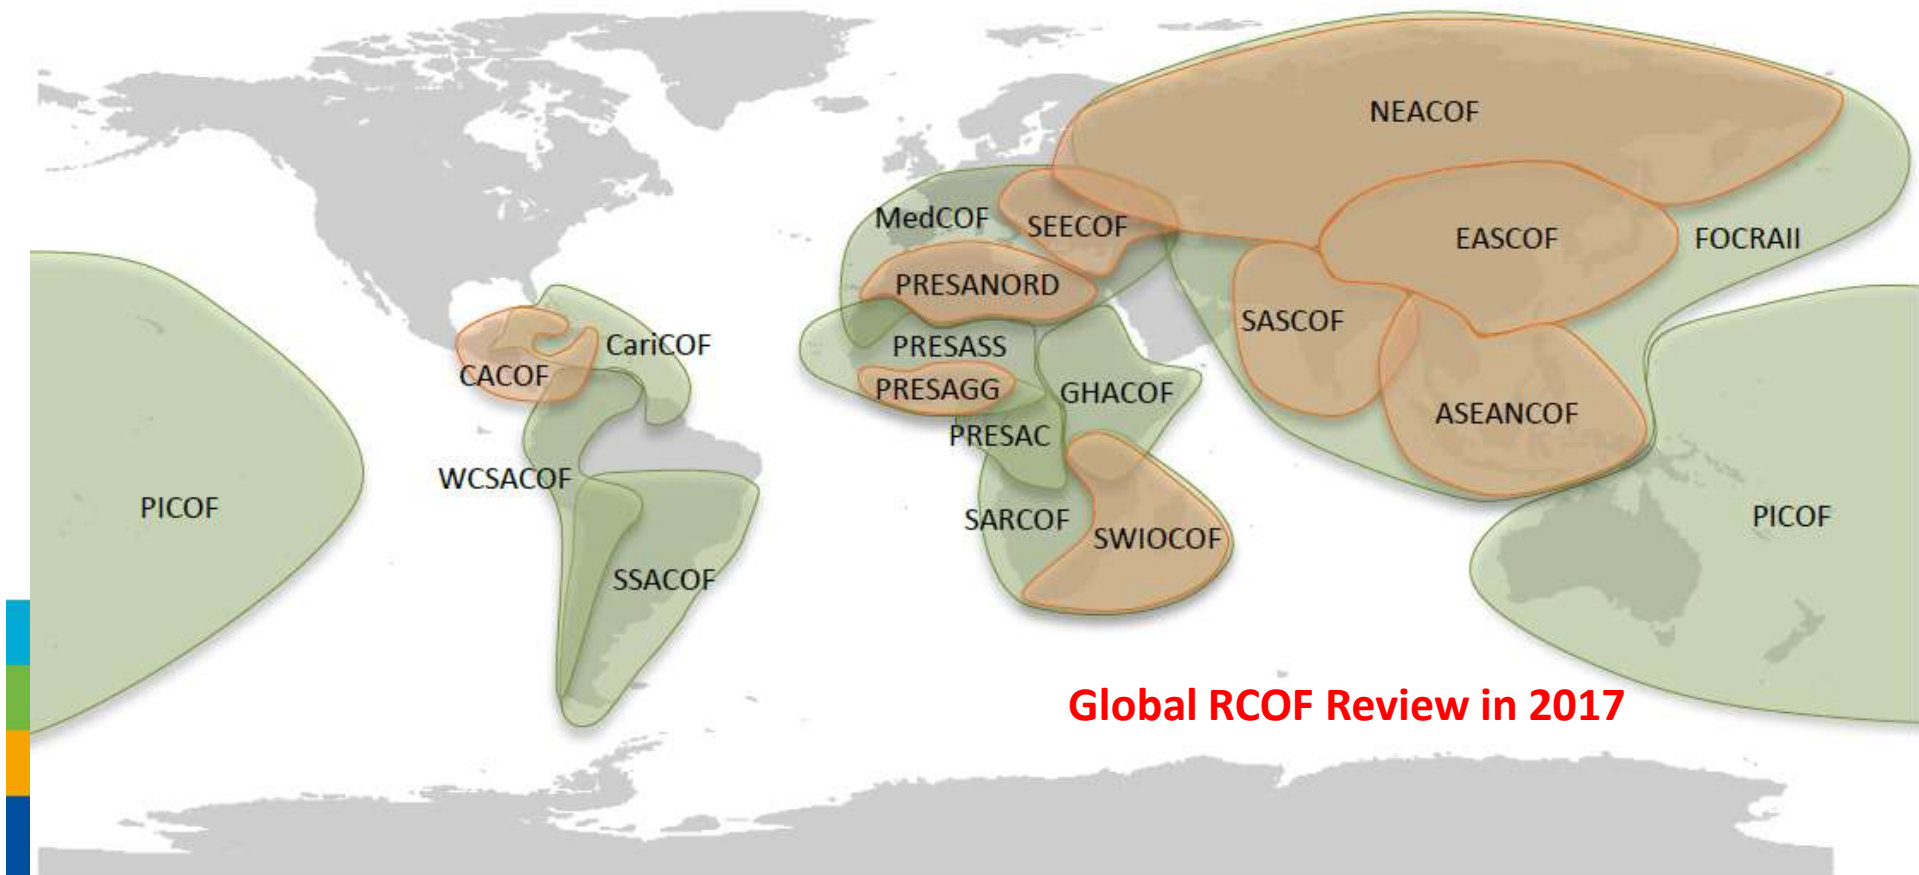 NEACOF
MedCOF
SEECOF
EASCOF
FOCRAII
PRESANORD
SASCOF
CariCOF
PRESASS
CACOF
PRESAGG
GHACOF
ASEANCOF
PRESAC
WCSACOF
PICOF
SARCOF
SWIOCOF
PICOF
SSACOF
Global RCOF Review in 2017